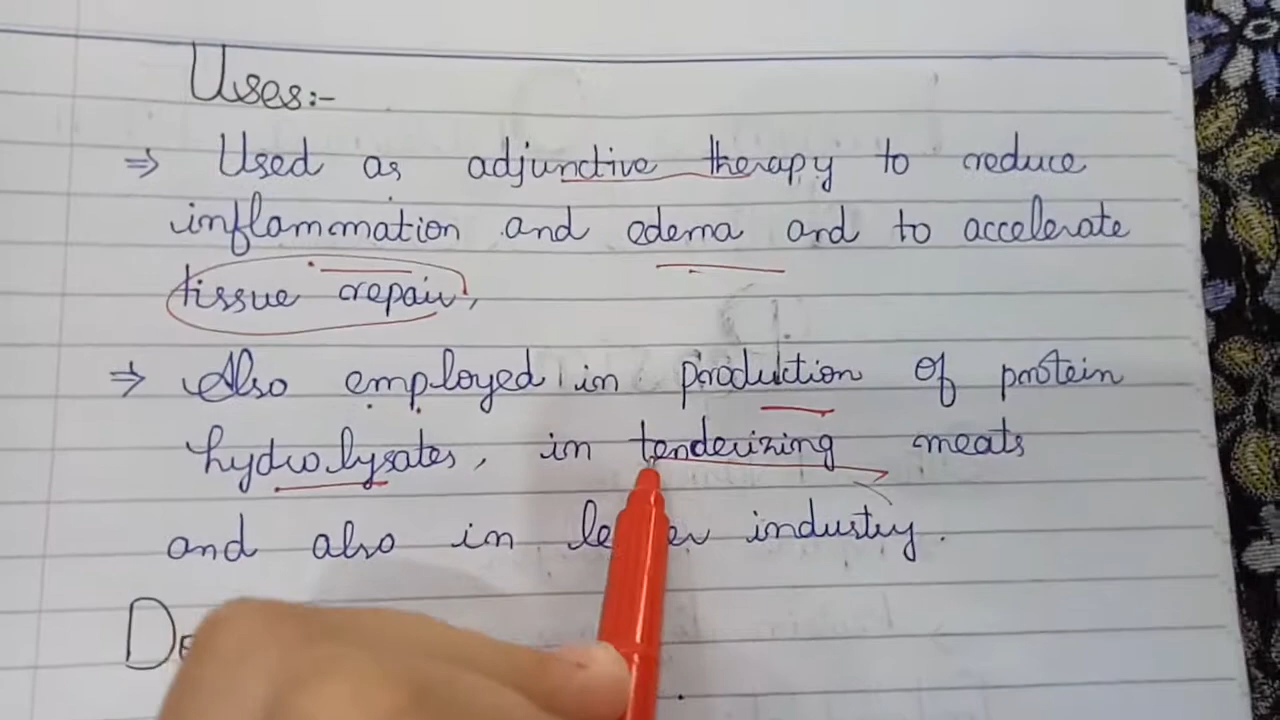 Uses:-
⇒ Used as adjunctive therapy to reduce
inflammation and edema and to accelerate
tissue repair,
⇒ Also employed in production of protein
hydrolysates, in tenderizing meats
and also in industry.